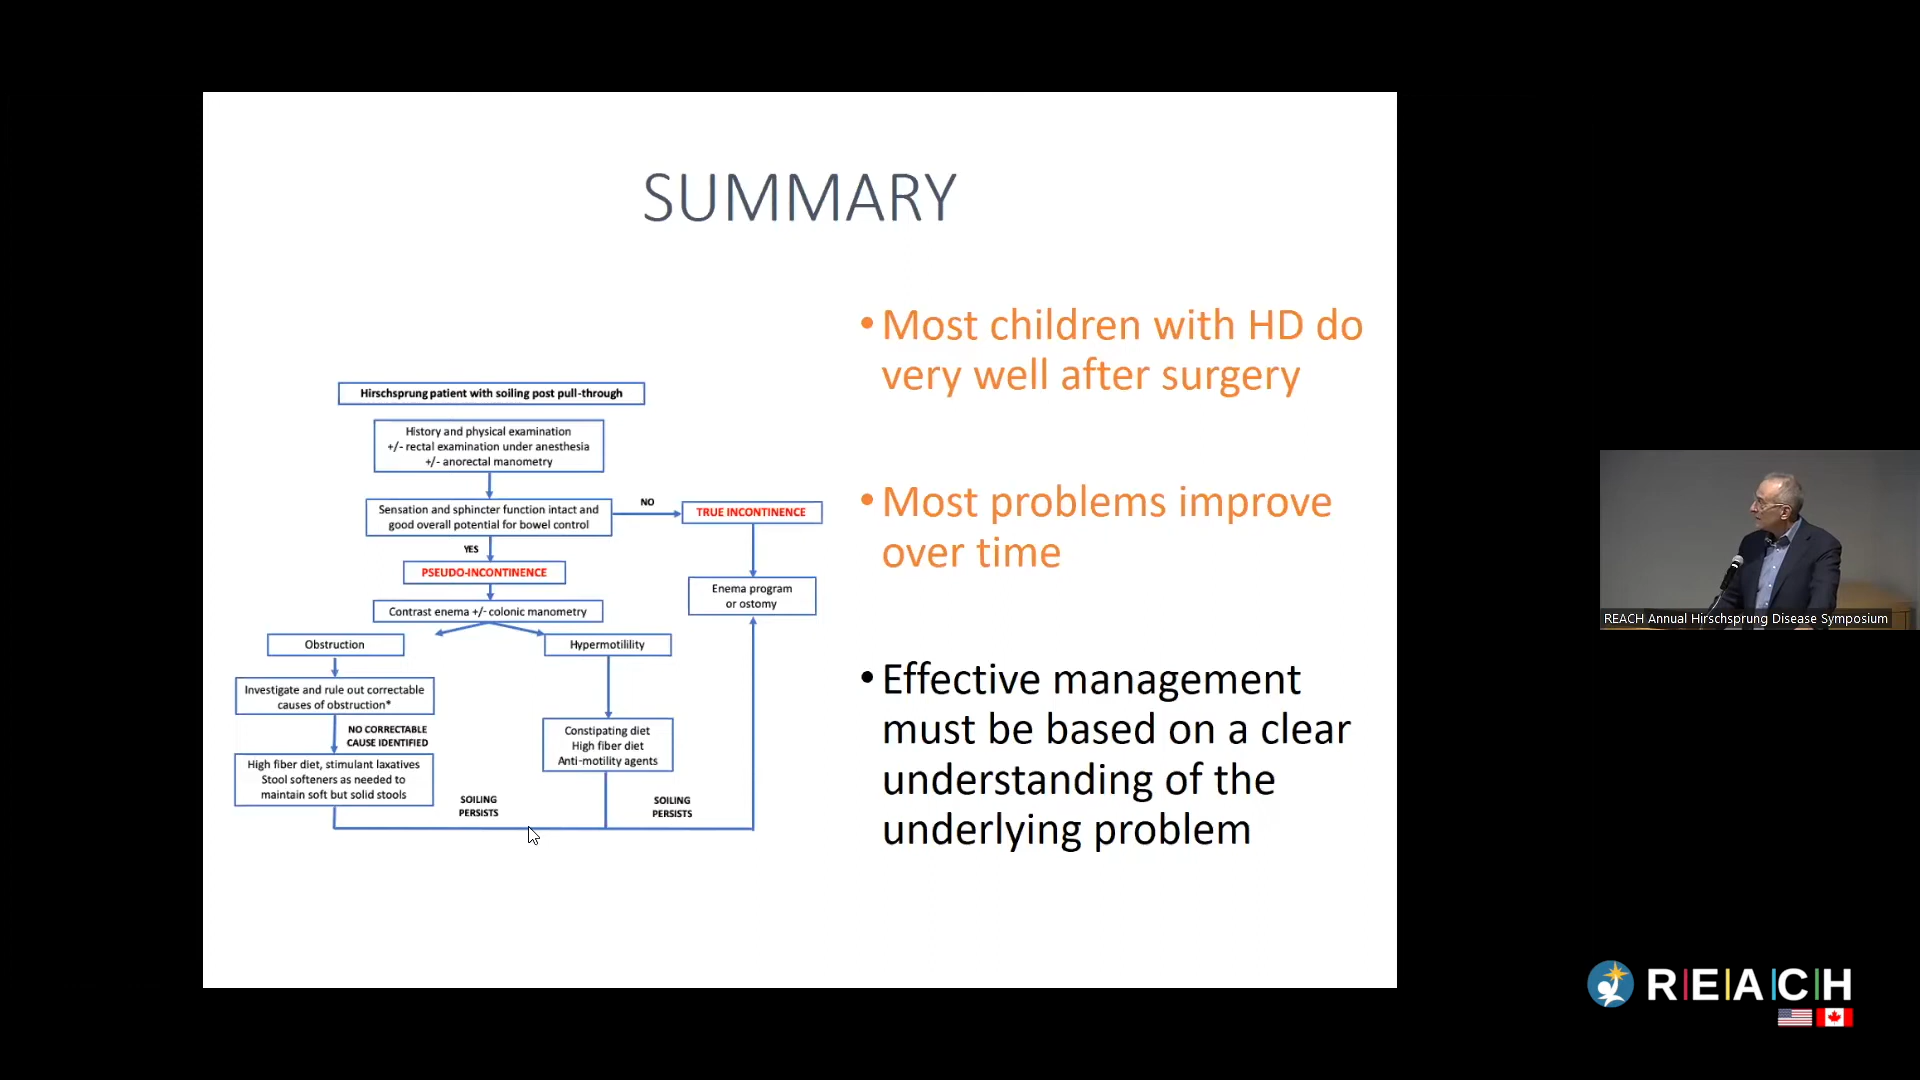 SUMMARY
Hirschsprung patient with soiling post pull-through
History and physical examination
+/- rectal examination under anesthesia
+/- anorectal manometry
Sensation and sphincter function intact and
good overall potential for bowel control
NO
TRUE INCONTINENCE
YES
PSEUDO-INCONTINENCE
Contrast enema +/- colonic manometry
Enema program
or ostomy
Obstruction
Hypermotilility
Investigate and rule out correctable
causes of obstruction*
NO CORRECTABLE
CAUSE IDENTIFIED
High fiber diet, stimulant laxatives
Stool softeners as needed to
maintain soft but solid stools
Constipating diet
High fiber diet
Anti-motility agents
SOILING
PERSISTS
SOILING
PERSISTS
•Most children with HD do
very well after surgery
•Most problems improve
over time
•Effective management
must be based on a clear
understanding of the
underlying problem
REACH Annual Hirschsprung Disease Symposium
R|E|A|C|H